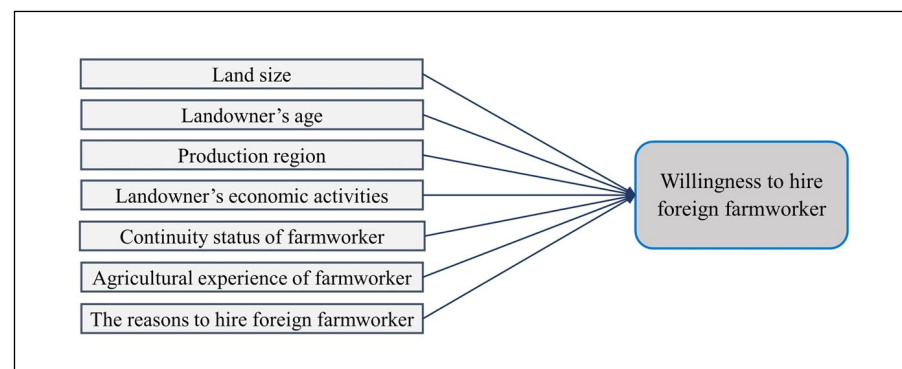 Land size
Landowner’s age
Production region
Landowner’s economic activities
Continuity status of farmworker
Agricultural experience of farmworker
The reasons to hire foreign farmworker
Willingness to hire
foreign farmworker